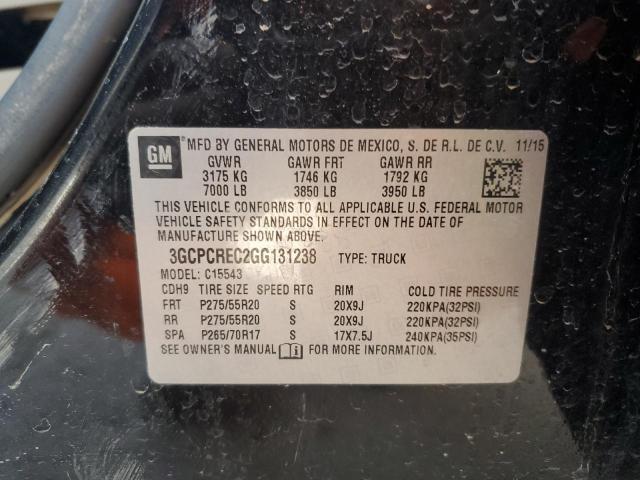 GM MFD BY GENERAL MOTORS DE MEXICO, S. DE R.L. DE C.V. 11/15
GVWR GAWR FRT GAWR RR
3175 KG 1746 KG 1792 KG
7000 LB 3850 LB 3950 LB
THIS VEHICLE CONFORMS TO ALL APPLICABLE U.S. FEDERAL MOTOR
VEHICLE SAFETY STANDARDS IN EFFECT ON THE DATE OF
MANUFACTURE SHOWN ABOVE.
3GCPCREC2GG131238 TYPE: TRUCK
MODEL: C15543
CDH9 TIRE SIZE SPEED RTG RIM COLD TIRE PRESSURE
FRT P275/55R20 S 20X9J 220KPA(32PSI)
RR P275/55R20 S 20X9J 220KPA(32PSI)
SPA P265/70R17 S 17X7.5J 240KPA(35PSI)
SEE OWNER'S MANUAL FOR MORE INFORMATION.